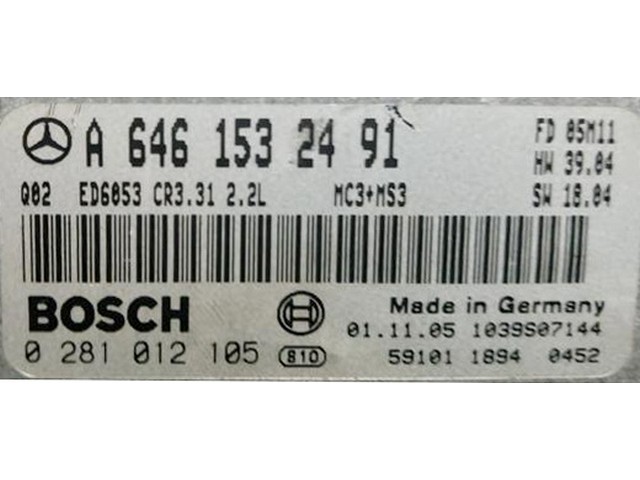 A 646 153 24 91 FD 05M11
HW 39.04
Q02 ED6053 CR3.31 2.2L MC3+MS3 SW 18.04
BOSCH Made in Germany
01.11.05 1039S07144
0 281 012 105 810 59101 1894 0452